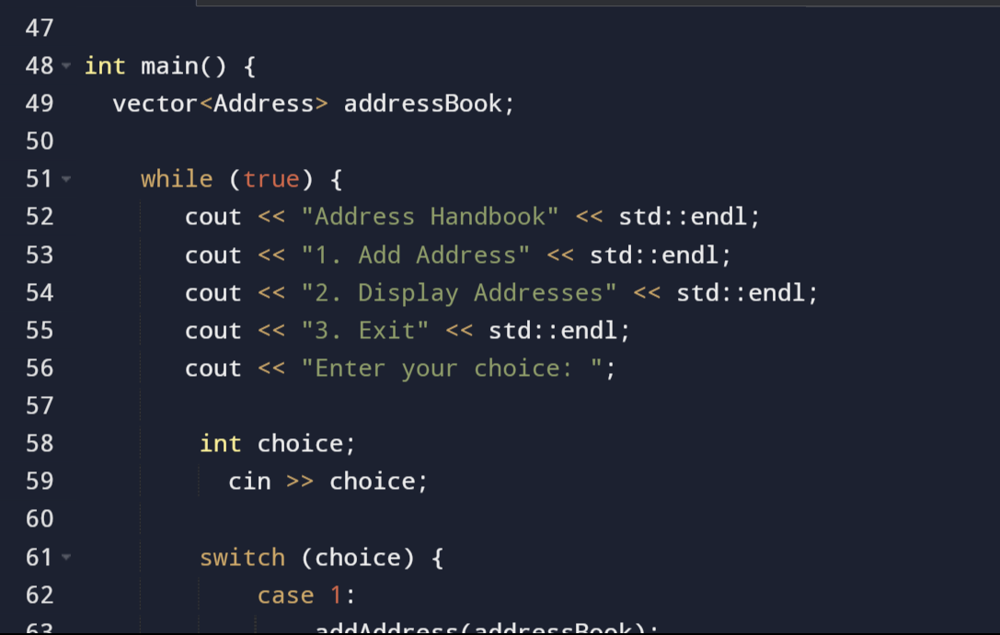 47
48 int main() {
49 vector<Address> addressBook;
50
51 while (true) {
52 cout << "Address Handbook" << std::endl;
53 cout << "1. Add Address" << std::endl;
54 cout << "2. Display Addresses" << std::endl;
55 cout << "3. Exit" << std::endl;
56 cout << "Enter your choice: ";
57
58 int choice;
59 cin >> choice;
60
61 switch (choice) {
62 case 1:
63 addAddress(addressBook);